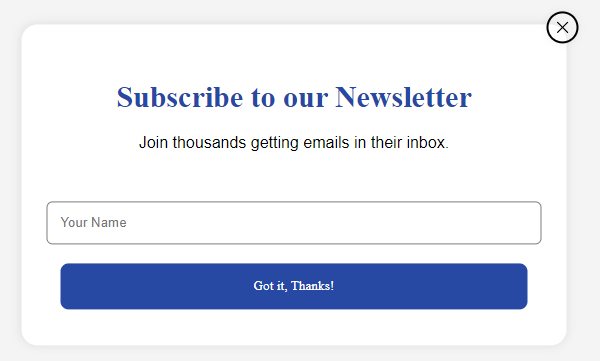 Subscribe to our Newsletter
Join thousands getting emails in their inbox.
Your Name
Got it, Thanks!